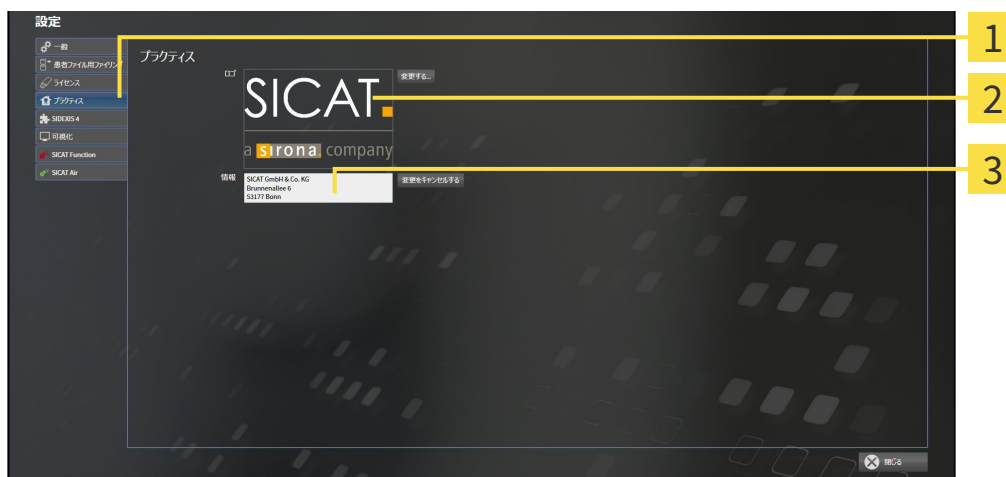 設定
一般
患者ファイル用ファイリング
ライセンス
プラクティス
SIDEXIS 4
可視化
SICAT Function
SICAT Air
プラクティス
ロゴ
SICAT.
a sirona. company
変更する...
情報
SICAT GmbH & Co. KG
Brunnenallee 6
53177 Bonn
変更をキャンセルする
閉じる
1
2
3